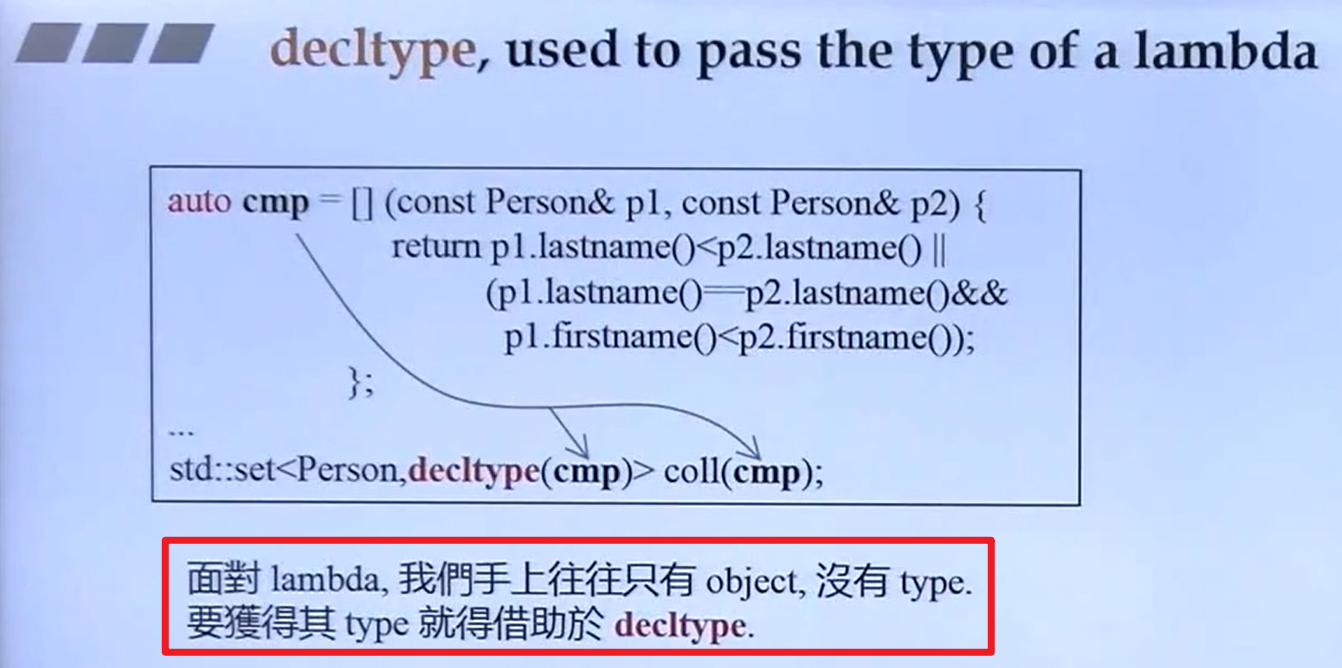 decltype, used to pass the type of a lambda
auto cmp = [] (const Person& p1, const Person& p2) {
return p1.lastname()<p2.lastname() ||
(p1.lastname()==p2.lastname()&&
p1.firstname()<p2.firstname());
};
...
std::set<Person,decltype(cmp)> coll(cmp);
面對 lambda, 我們手上往往只有 object, 沒有 type.
要獲得其 type 就得借助於 decltype.